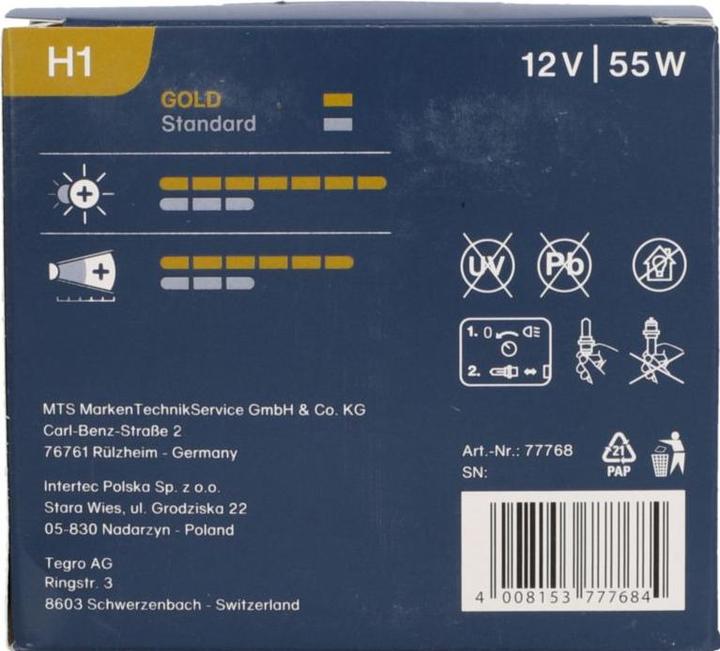 H1
12V | 55W
GOLD
Standard
UV
Pb
1. 0
2.
MTS MarkenTechnikService GmbH & Co. KG
Carl-Benz-Straße 2
76761 Rülzheim - Germany
Intertec Polska Sp. z o.o.
Stara Wies, ul. Grodziska 22
05-830 Nadarzyn - Poland
Tegro AG
Ringstr. 3
8603 Schwerzenbach - Switzerland
Art.-Nr.: 77768
SN:
21
PAP
4 008153 777684